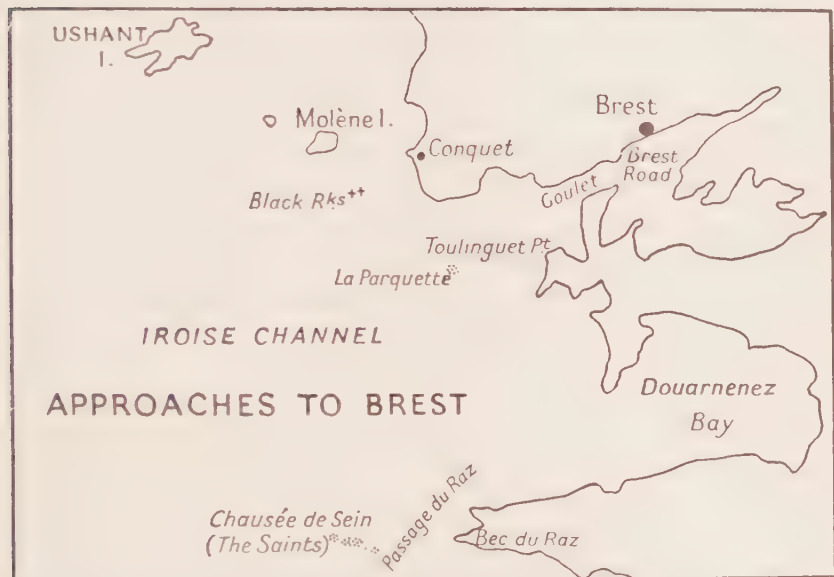 USHANT
I.
Molène I.
Brest
Conquet
Brest
Road
Goulet
Black Rks
Toulinguet Pt
La Parquette
IROISE CHANNEL
APPROACHES TO BREST
Douarnenez
Bay
Passage du Raz
Chausée de Sein
(The Saints)
Bec du Raz